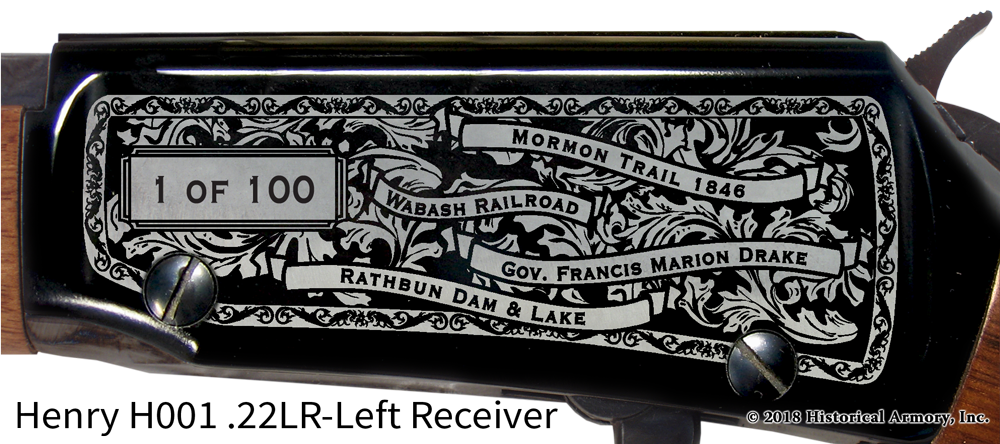 MORMON TRAIL 1846
1 OF 100
WABASH RAILROAD
GOV. FRANCIS MARION DRAKE
RATHBUN DAM & LAKE
Henry H001 .22LR-Left Receiver
© 2018 Historical Armory, Inc.